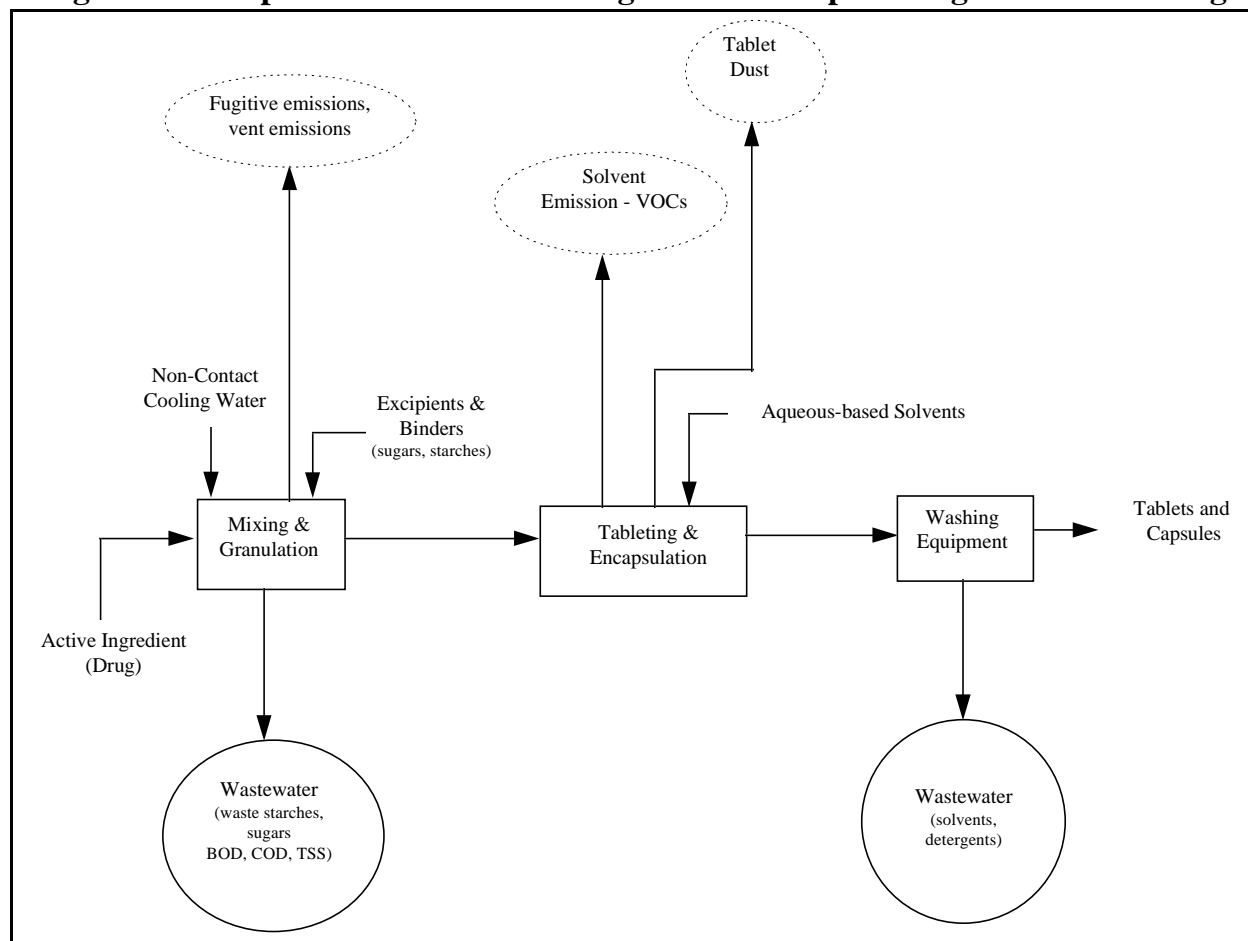 Tablet
Dust
Fugitive emissions,
vent emissions
Solvent
Emission - VOCs
Non-Contact
Cooling Water
Excipients &
Binders
(sugars, starches)
Aqueous-based Solvents
Mixing &
Granulation
Tableting &
Encapsulation
Washing
Equipment
Tablets and
Capsules
Active Ingredient
(Drug)
Wastewater
(waste starches,
sugars
BOD, COD, TSS)
Wastewater
(solvents,
detergents)